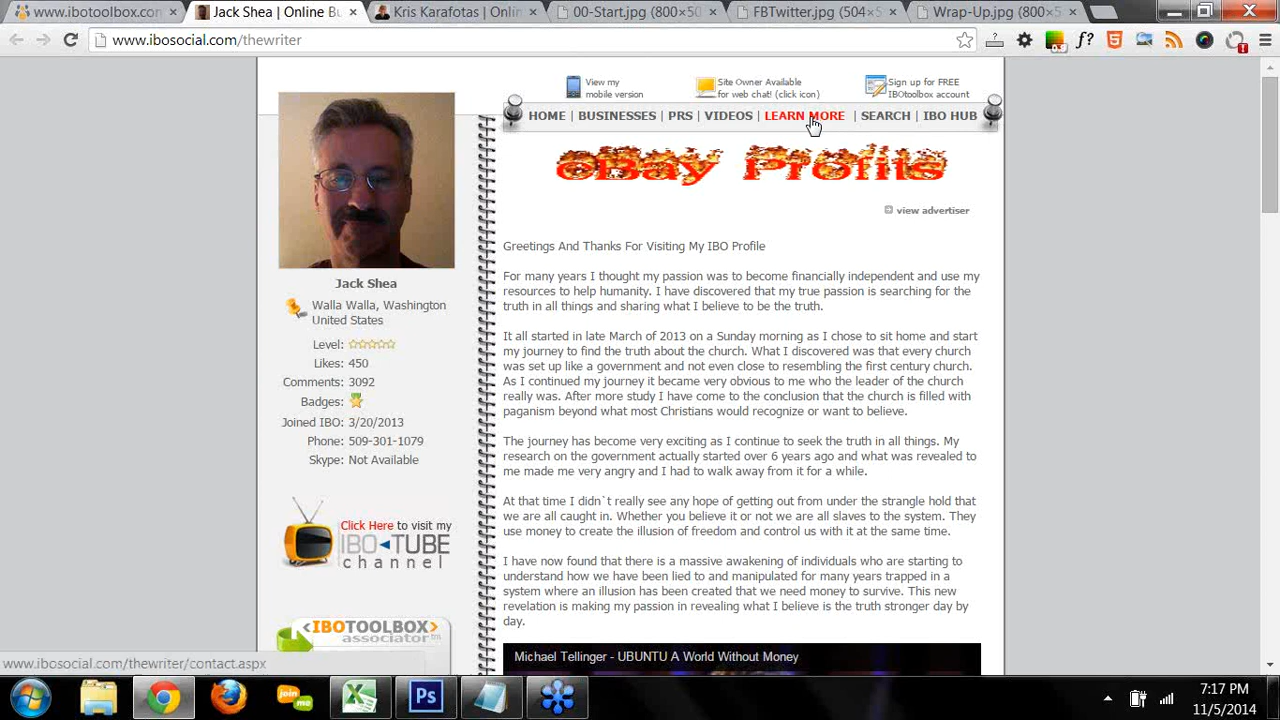 www.ibotoolbox.con
Jack Shea | Online Bu
Kris Karafotas | Online
00-Start.jpg (800×50
FBTwitter.jpg (504×5
Wrap-Up.jpg (800×5
www.ibosocial.com/thewriter
View my
mobile version
Site Owner Available
for web chat! (click icon)
Sign up for FREE
IBOtoolbox account
HOME | BUSINESSES | PRS | VIDEOS | LEARN MORE | SEARCH | IBO HUB
eBay Profile
view advertiser
Jack Shea
Walla Walla, Washington
United States
Level:
Likes: 450
Comments: 3092
Badges:
Joined IBO: 3/20/2013
Phone: 509-301-1079
Skype: Not Available
Click Here to visit my
IBO TUBE
channel
<IBOTOOLBOX>
associator™
Greetings And Thanks For Visiting My IBO Profile
For many years I thought my passion was to become financially independent and use my
resources to help humanity. I have discovered that my true passion is searching for the
truth in all things and sharing what I believe to be the truth.
It all started in late March of 2013 on a Sunday morning as I chose to sit home and start
my journey to find the truth about the church. What I discovered was that every church
was set up like a government and not even close to resembling the first century church.
As I continued my journey it became very obvious to me who the leader of the church
really was. After more study I have come to the conclusion that the church is filled with
paganism beyond what most Christians would recognize or want to believe.
The journey has become very exciting as I continue to seek the truth in all things. My
research on the government actually started over 6 years ago and what was revealed to
me made me very angry and I had to walk away from it for a while.
At that time I didn`t really see any hope of getting out from under the strangle hold that
we are all caught in. Whether you believe it or not we are all slaves to the system. They
use money to create the illusion of freedom and control us with it at the same time.
I have now found that there is a massive awakening of individuals who are starting to
understand how we have been lied to and manipulated for many years trapped in a
system where an illusion has been created that we need money to survive. This new
revelation is making my passion in revealing what I believe is the truth stronger day by
day.
Michael Tellinger - UBUNTU A World Without Money
www.ibosocial.com/thewriter/contact.aspx
join
me
Ps
7:17 PM
11/5/2014